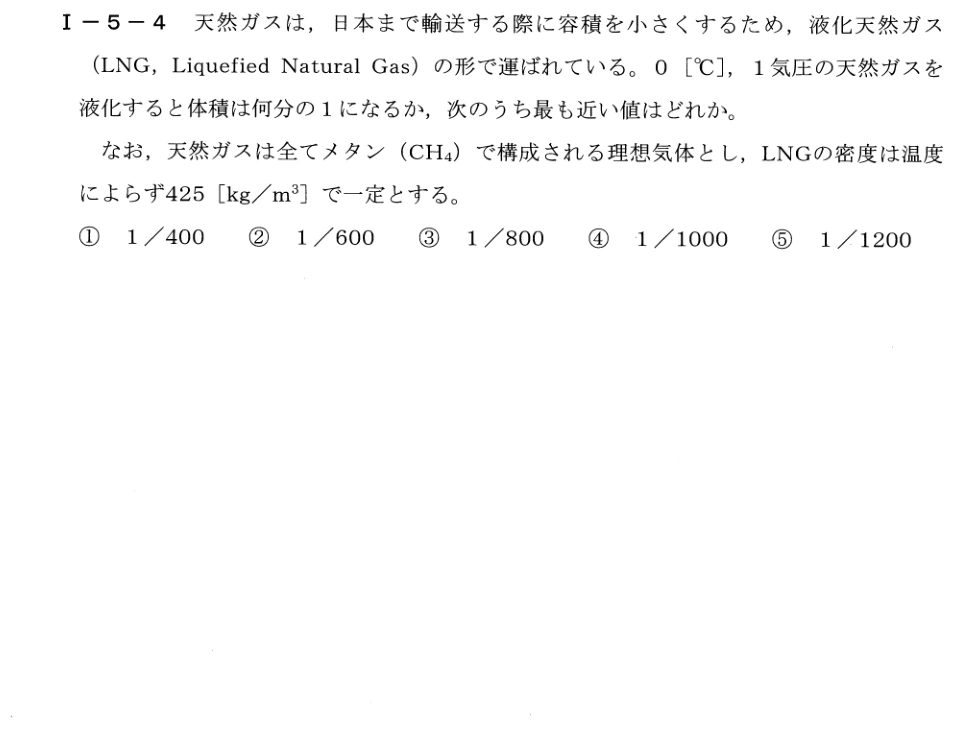 Ⅰ－５－４　天然ガスは，日本まで輸送する際に容積を小さくするため，液化天然ガス
（LNG，Liquefied Natural Gas）の形で運ばれている。０［℃］，１気圧の天然ガスを
液化すると体積は何分の１になるか，次のうち最も近い値はどれか。
なお，天然ガスは全てメタン（CH₄）で構成される理想気体とし，LNGの密度は温度
によらず425［kg／m³］で一定とする。
①　1／400　②　1／600　③　1／800　④　1／1000　⑤　1／1200